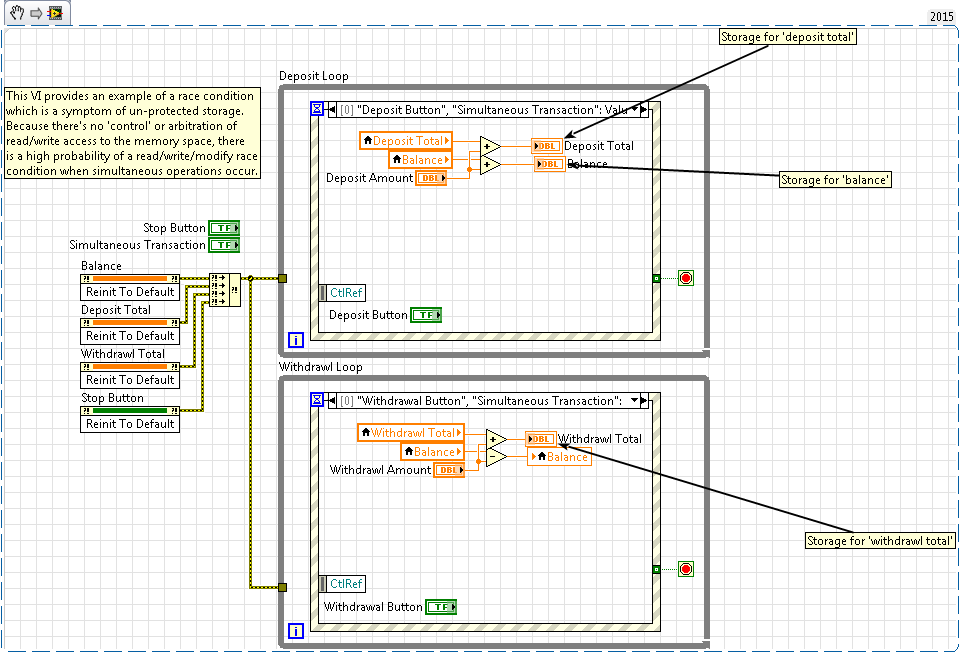 2015
Storage for 'deposit total'
Deposit Loop
This VI provides an example of a race condition
which is a symptom of un-protected storage.
Because there's no 'control' or arbitration of
read/write access to the memory space, there
is a high probability of a read/write/modify race
condition when simultaneous operations occur.
[0] "Deposit Button", "Simultaneous Transaction": Valu
Deposit Total
DBL
Deposit Total
Balance
DBL
Balance
Deposit Amount
DBL
Storage for 'balance'
Stop Button
TF
Simultaneous Transaction
TF
Balance
?!
?!
Reinit To Default
?!
?!
?!
?!
?!
Deposit Total
?!
?!
Reinit To Default
Withdrawl Total
?!
?!
Reinit To Default
Stop Button
?!
?!
Reinit To Default
CtlRef
Deposit Button
TF
i
Withdrawl Loop
[0] "Withdrawal Button", "Simultaneous Transaction":
Withdrawl Total
DBL
Withdrawl Total
Balance
Balance
Withdrawl Amount
DBL
Storage for 'withdrawl total'
CtlRef
Withdrawal Button
TF
i